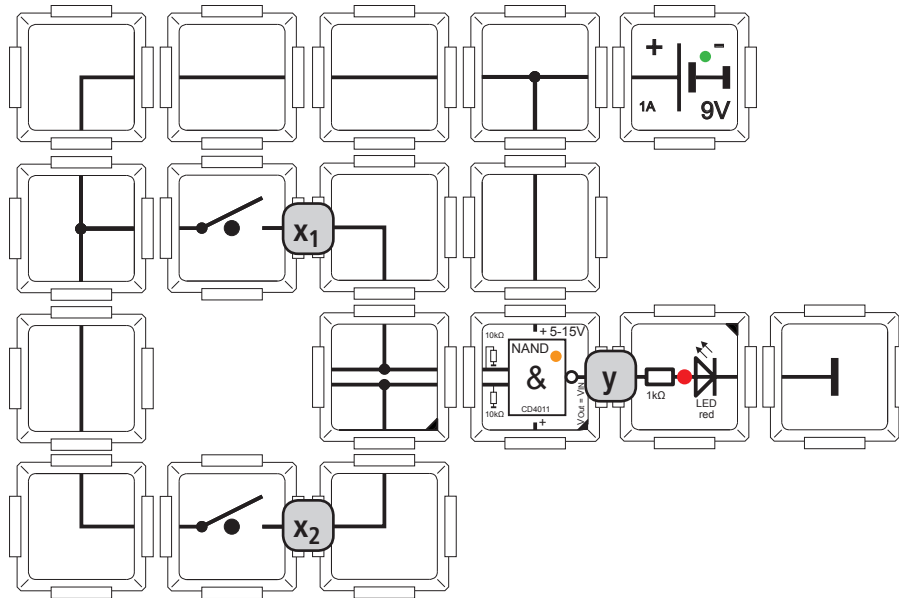 + -
1A 9V
x1
10kΩ
+ 5-15V
NAND
&
10kΩ
CD4011
+
VOut = VIN
y
1kΩ
LED
red
x2